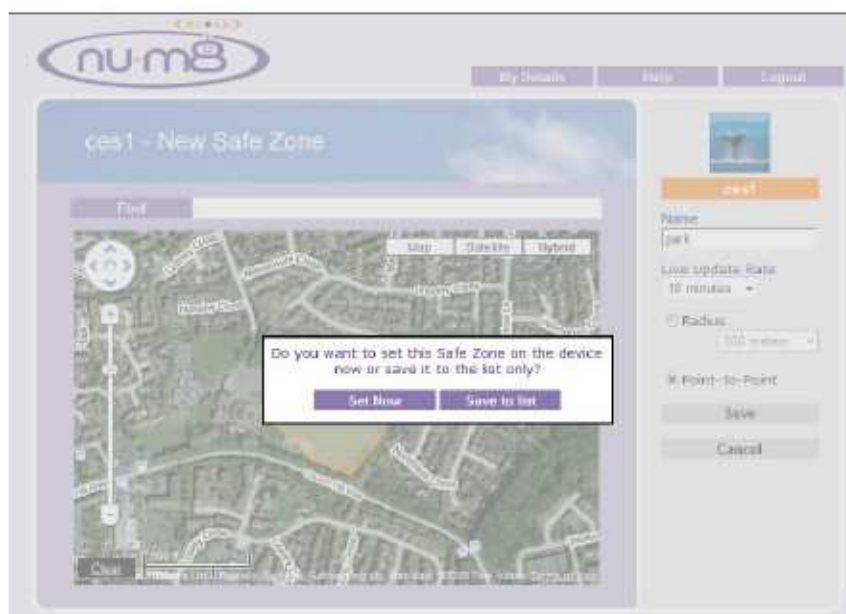 nu·m8
My Details Help Logout
ces1 - New Safe Zone
ces1
Find
Name
park
Live Update Rate
10 minutes
Radius
Point-to-Point
Save
Cancel
Map Satellite Hybrid
Do you want to set this Safe Zone on the device
now or save it to the list only?
Set Now Save to list
Clear